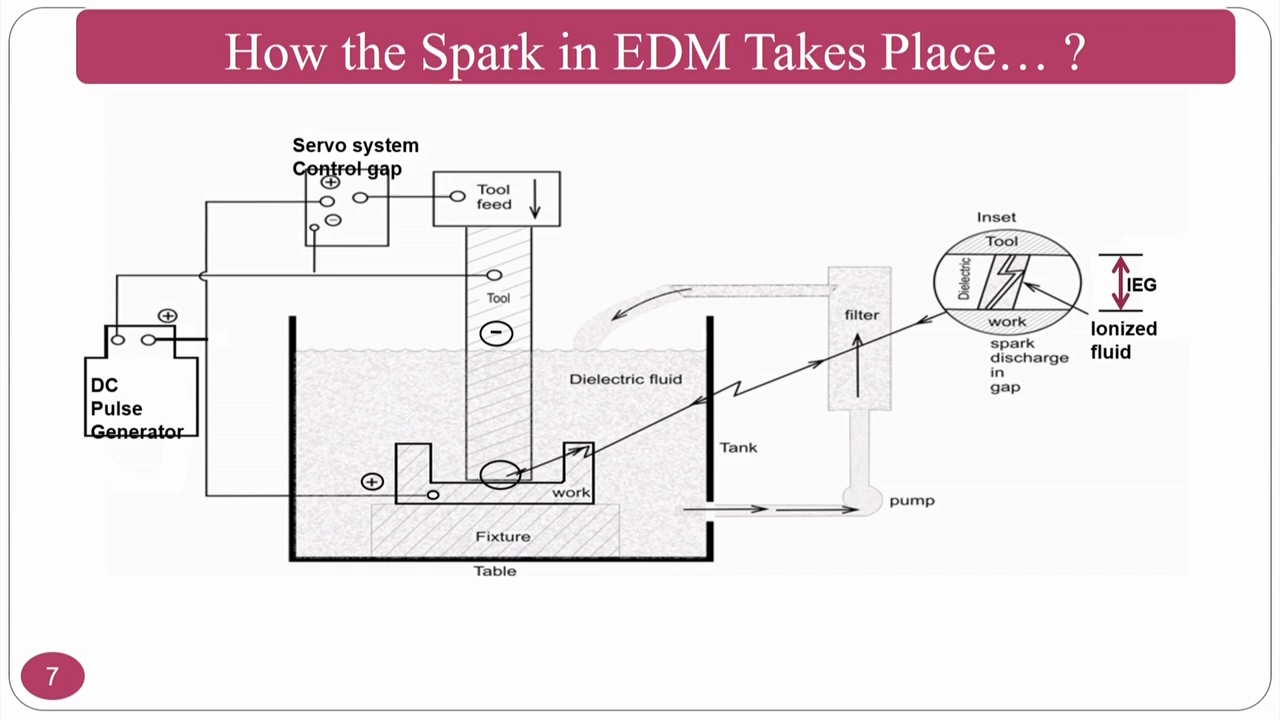 How the Spark in EDM Takes Place… ?
Servo system
Control gap
+
−
Tool
feed
Inset
Tool
Dielectric
work
IEG
Ionized
fluid
spark
discharge
in
gap
Tool
-
filter
+
DC
Pulse
Generator
Dielectric fluid
Tank
+
work
pump
Fixture
Table
7